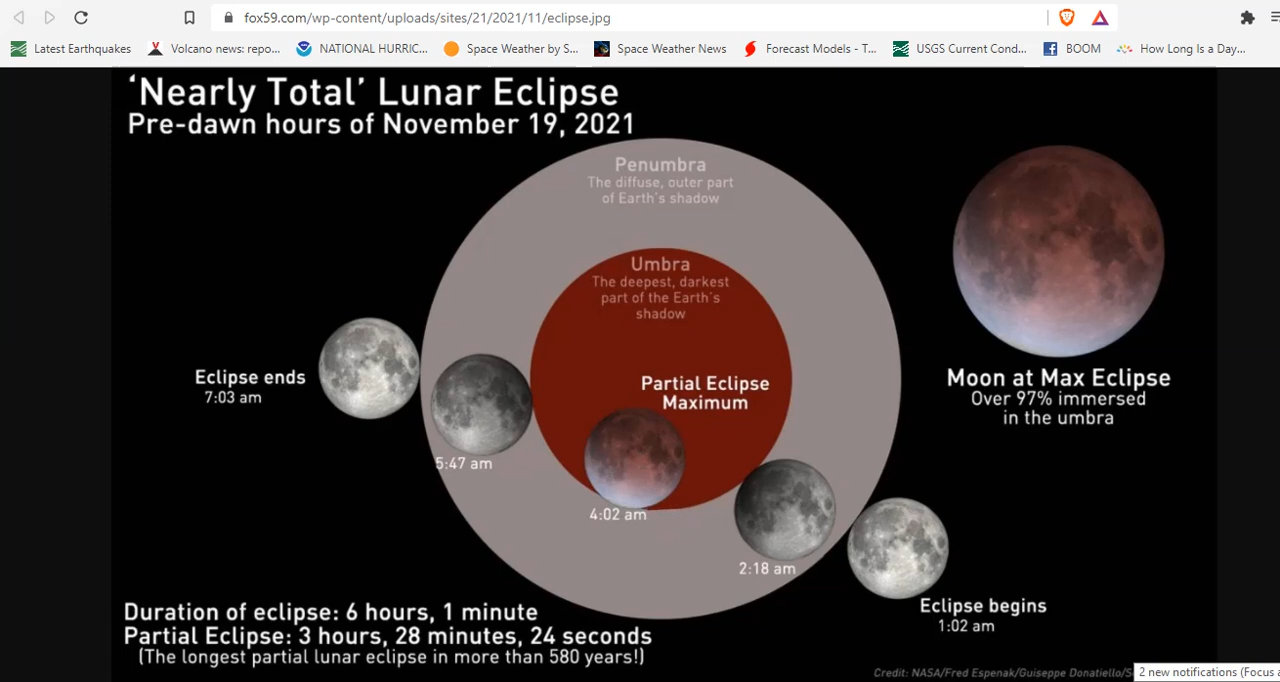 fox59.com/wp-content/uploads/sites/21/2021/11/eclipse.jpg
Latest Earthquakes
Volcano news: repo...
NATIONAL HURRIC...
Space Weather by S...
Space Weather News
Forecast Models - T...
USGS Current Cond...
BOOM
How Long Is a Day...
‘Nearly Total’ Lunar Eclipse
Pre-dawn hours of November 19, 2021
Penumbra
The diffuse, outer part
of Earth's shadow
Umbra
The deepest, darkest
part of the Earth's
shadow
Partial Eclipse
Maximum
Eclipse ends
7:03 am
5:47 am
4:02 am
2:18 am
Eclipse begins
1:02 am
Moon at Max Eclipse
Over 97% immersed
in the umbra
Duration of eclipse: 6 hours, 1 minute
Partial Eclipse: 3 hours, 28 minutes, 24 seconds
(The longest partial lunar eclipse in more than 580 years!)
Credit: NASA/Fred Espenak/Guiseppe Donatiello/S
2 new notifications (Focus a